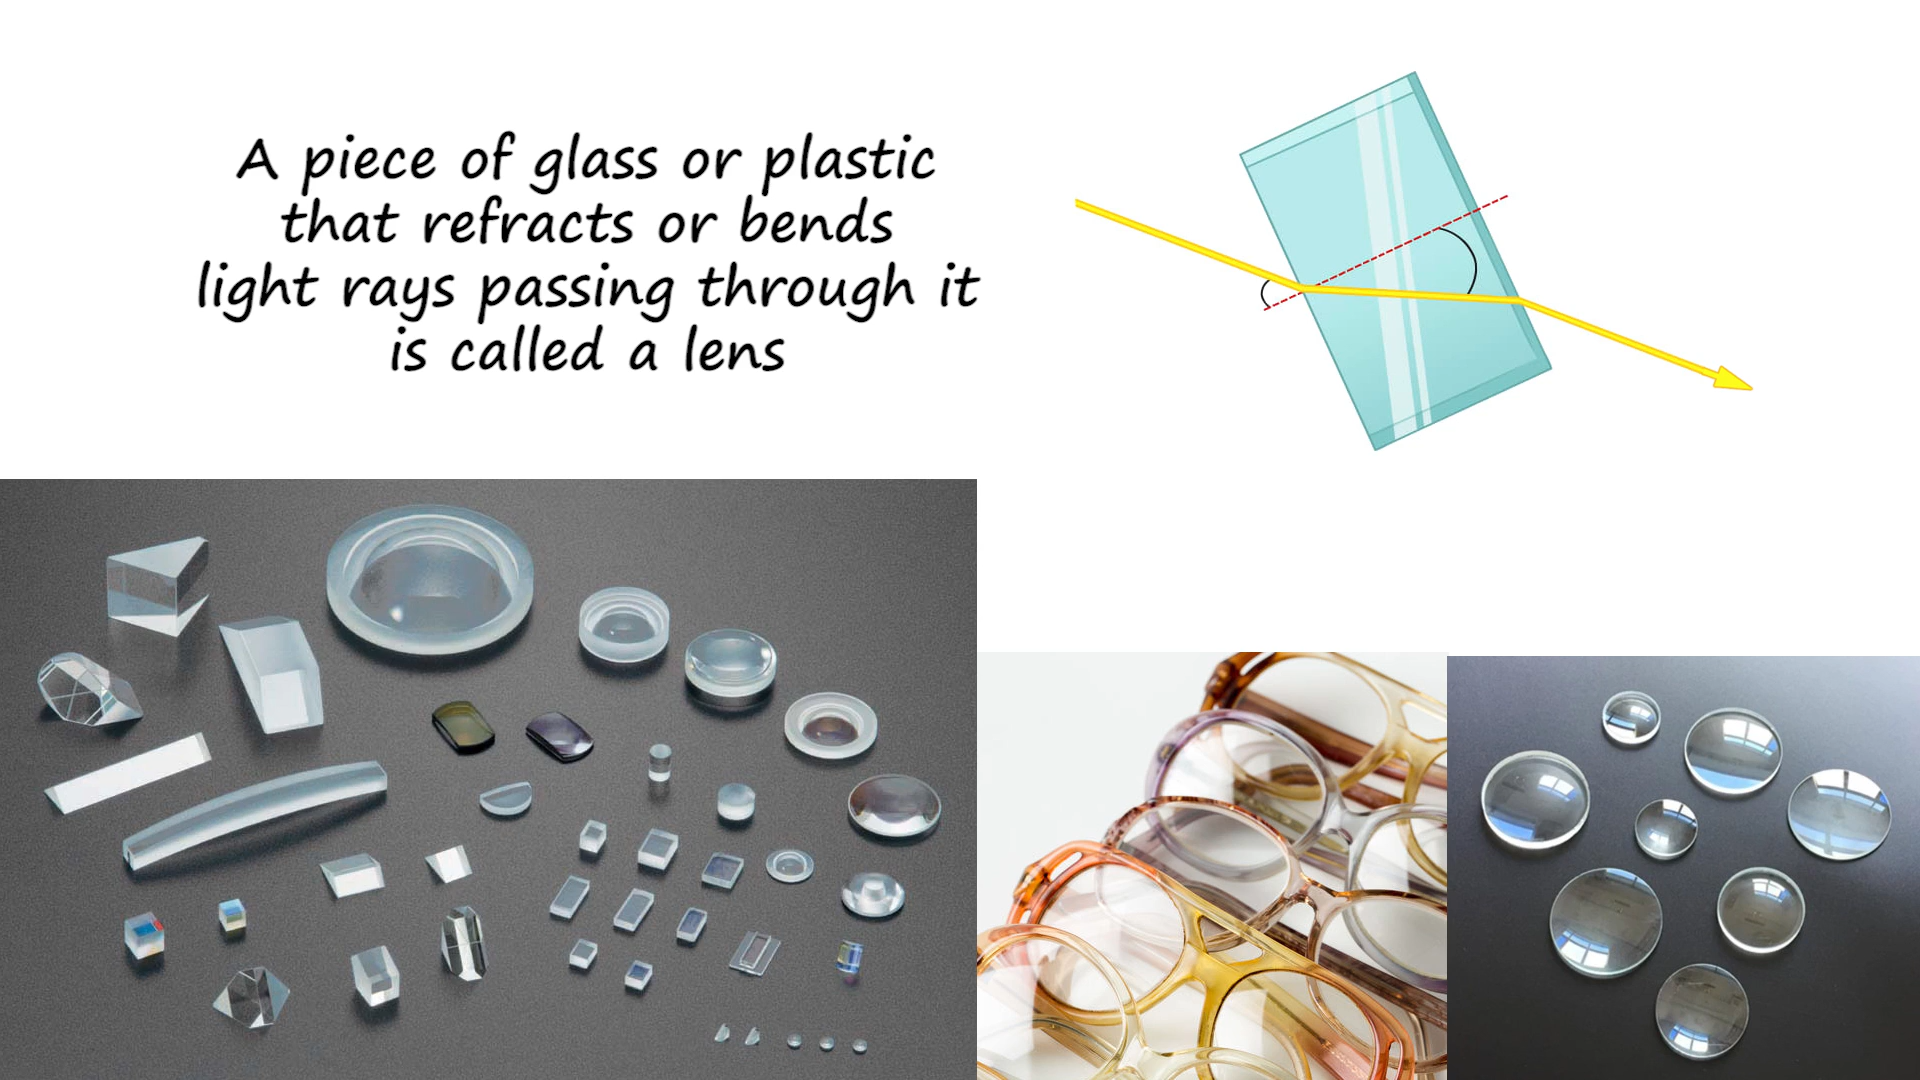 A piece of glass or plastic
that refracts or bends
light rays passing through it
is called a lens